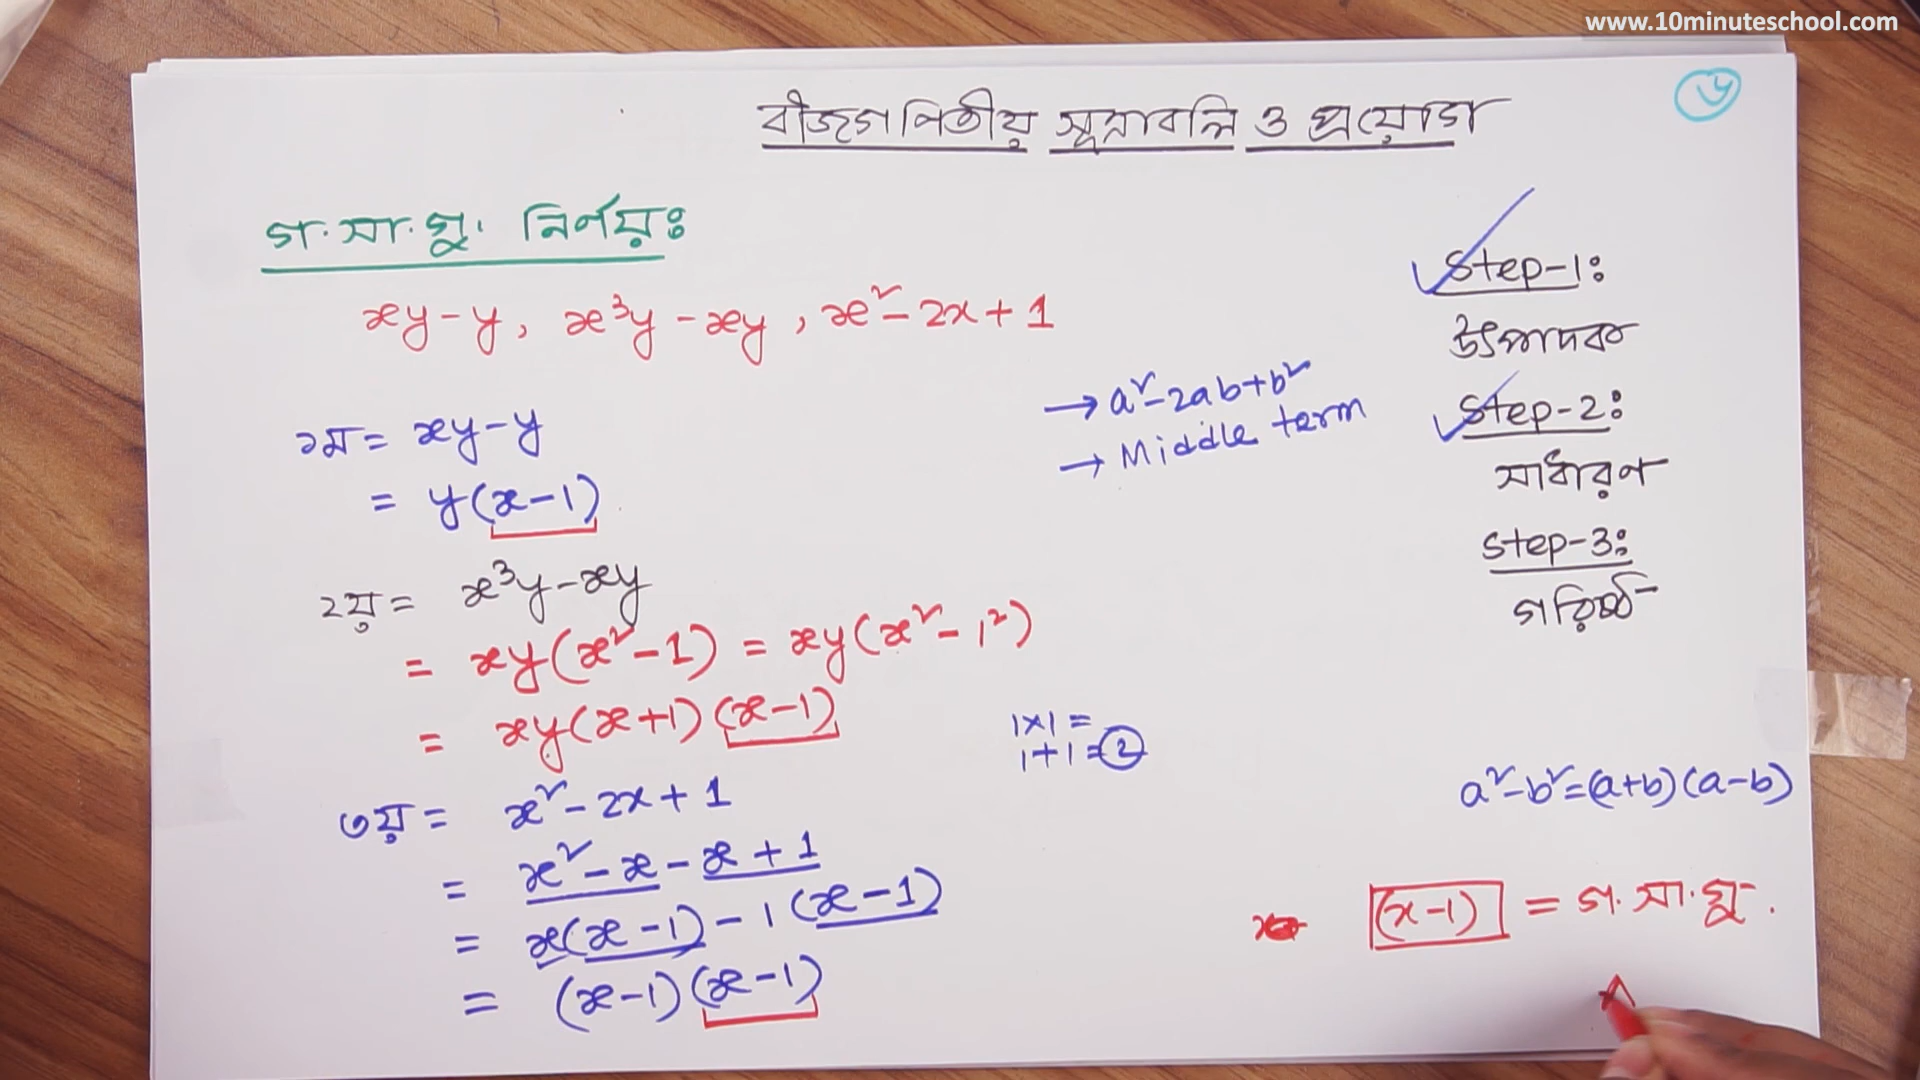 www.10minuteschool.com
৬
বীজগণিতীয় সূত্রাবলি ও প্রয়োগ
গ.সা.গু. নির্ণয়ঃ
xy-y, x³y-xy, x²-2x+1
১ম = xy-y
= y(x-1)
২য় = x³y-xy
= xy(x²-1) = xy(x²-1²)
= xy(x+1)(x-1)
৩য় = x²-2x+1
= x²-x-x+1
= x(x-1)-1(x-1)
= (x-1)(x-1)
→ a²-2ab+b²
→ Middle term
1×1=
1+1=2
Step-1:
উৎপাদক
Step-2:
সাধারণ
Step-3:
গরিষ্ঠ
a²-b²=(a+b)(a-b)
(x-1) = গ.সা.গু.